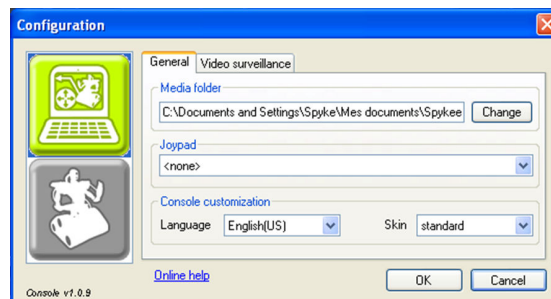 Configuration
General Video surveillance
Media folder
C:\Documents and Settings\Spyke\Mes documents\Spykee Change
Joypad
<none>
Console customization
Language English(US) Skin standard
Online help OK Cancel
Console v1.0.9